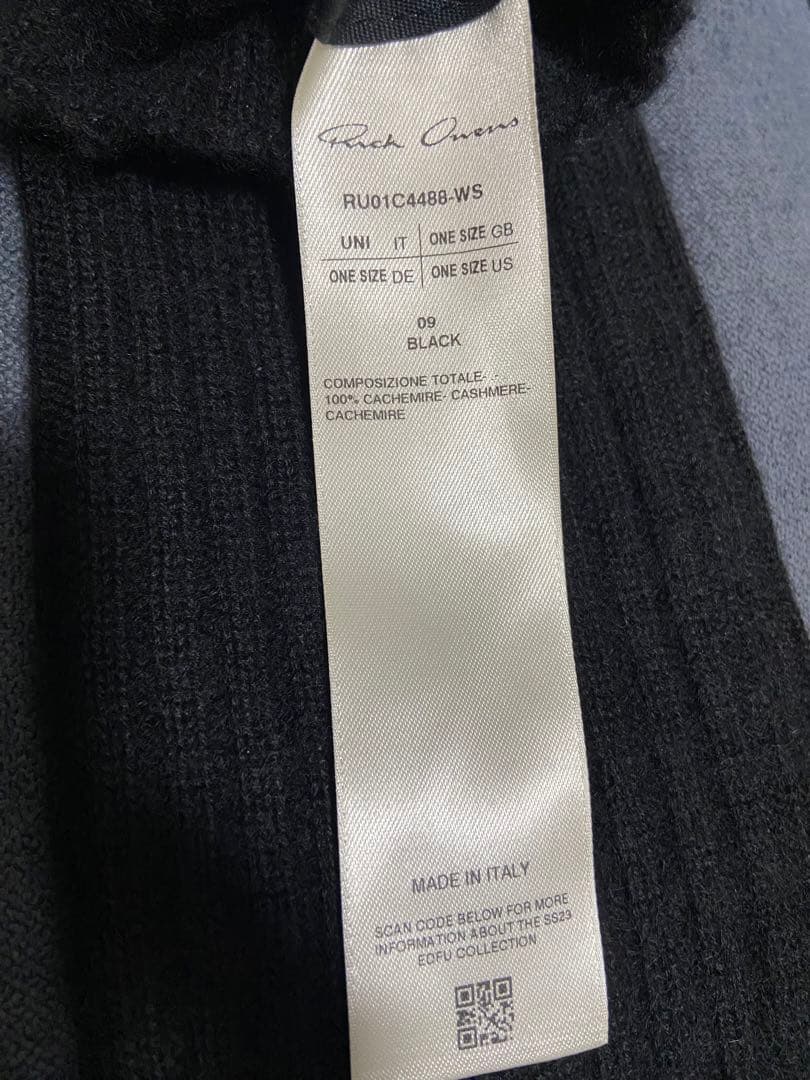 Rick Owens
RU01C4488-WS
UNI IT ONE SIZE GB
ONE SIZE DE ONE SIZE US
09
BLACK
COMPOSIZIONE TOTALE- -
100% CACHEMIRE- CASHMERE-
CACHEMIRE
MADE IN ITALY
SCAN CODE BELOW FOR MORE
INFORMATION ABOUT THE SS23
EDFU COLLECTION